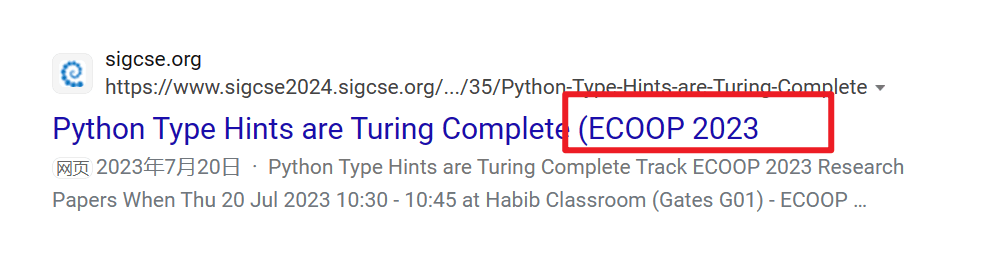 sigcse.org
https://www.sigcse2024.sigcse.org/.../35/Python-Type-Hints-are-Turing-Complete
Python Type Hints are Turing Complete (ECOOP 2023
网页 2023年7月20日 · Python Type Hints are Turing Complete Track ECOOP 2023 Research
Papers When Thu 20 Jul 2023 10:30 - 10:45 at Habib Classroom (Gates G01) - ECOOP ...